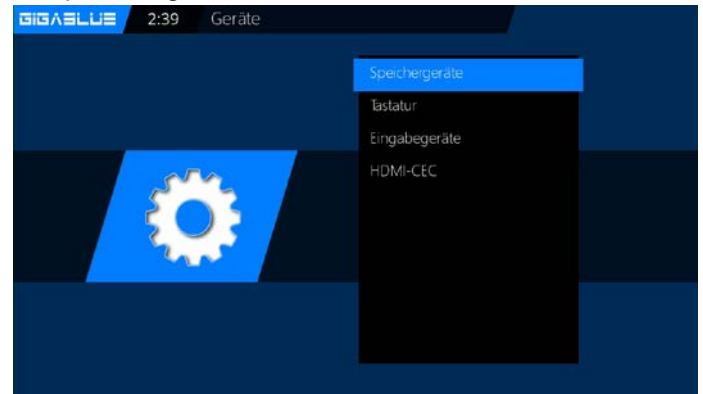 GIGABLUE 2:39 Geräte
Speichergeräte
Tastatur
Eingabegeräte
HDMI-CEC